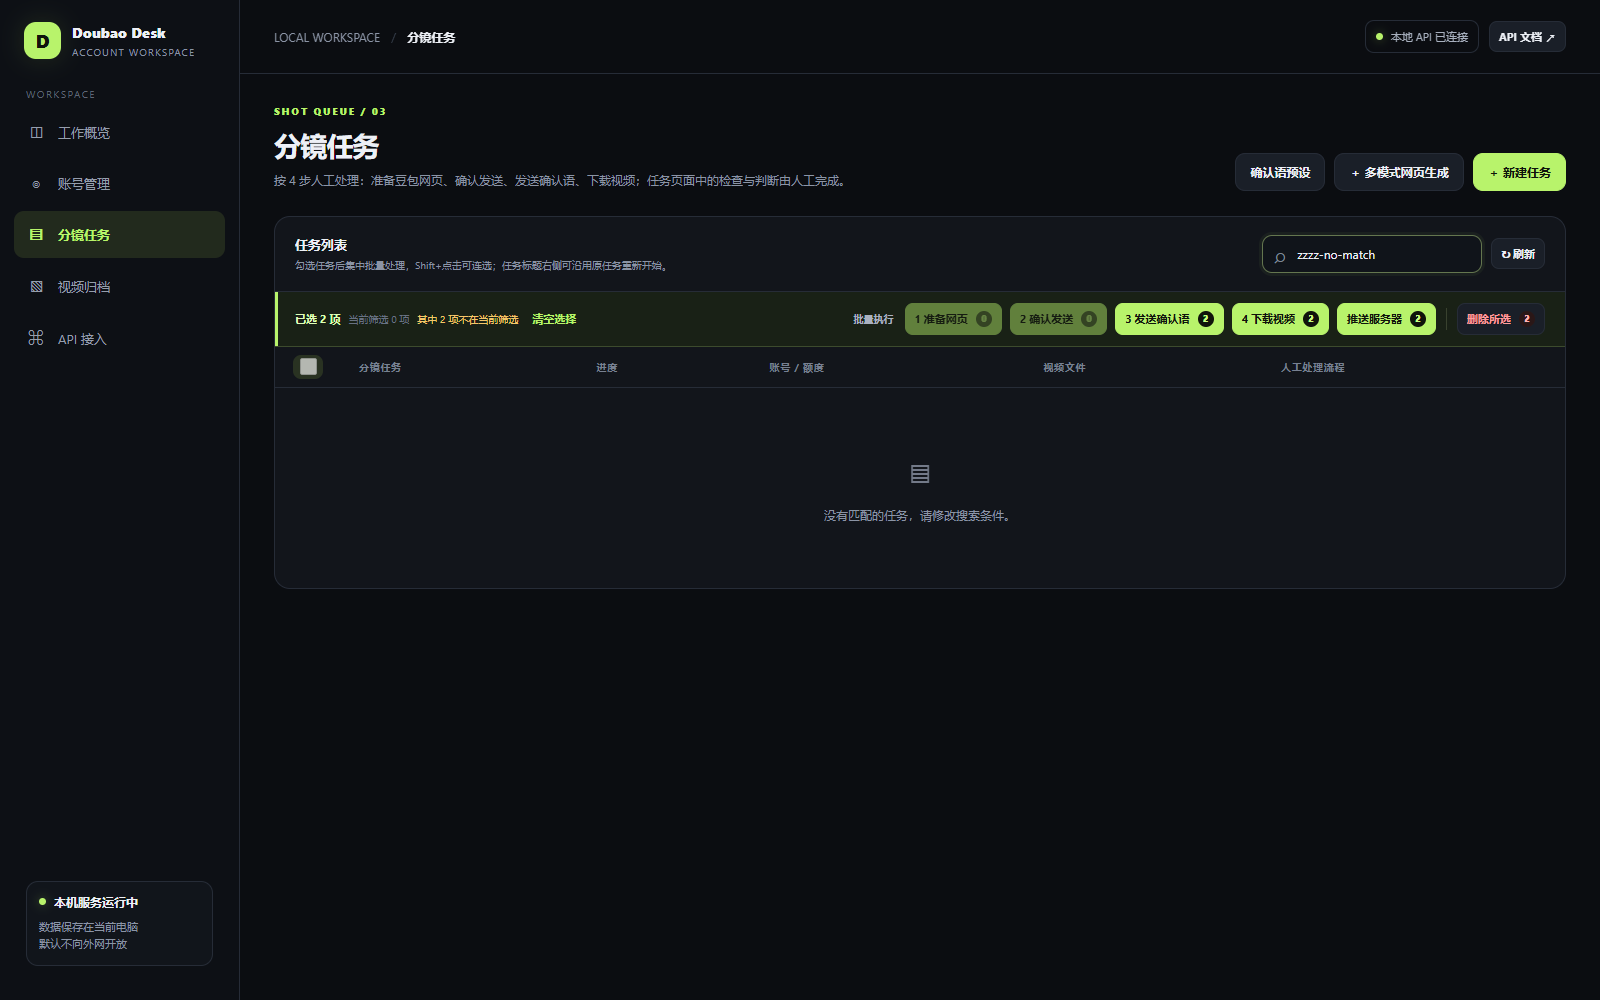 D
Doubao Desk
ACCOUNT WORKSPACE
WORKSPACE
工作概览
账号管理
分镜任务
视频归档
API 接入
本机服务运行中
数据保存在当前电脑
默认不向外网开放
LOCAL WORKSPACE / 分镜任务
本地 API 已连接
API 文档 ↗
SHOT QUEUE / 03
分镜任务
按 4 步人工处理：准备豆包网页、确认发送、发送确认语、下载视频；任务页面中的检查与判断由人工完成。
确认语预设
+ 多模式网页生成
+ 新建任务
任务列表
勾选任务后集中批量处理，Shift+点击可连选；任务标题右侧可沿用原任务重新开始。
zzzz-no-match
↻ 刷新
已选 2 项 当前筛选 0 项 其中 2 项不在当前筛选 清空选择
批量执行 1 准备网页 0 2 确认发送 0 3 发送确认语 2 4 下载视频 2 推送服务器 2 删除所选 2
分镜任务 进度 账号 / 额度 视频文件 人工处理流程
没有匹配的任务，请修改搜索条件。